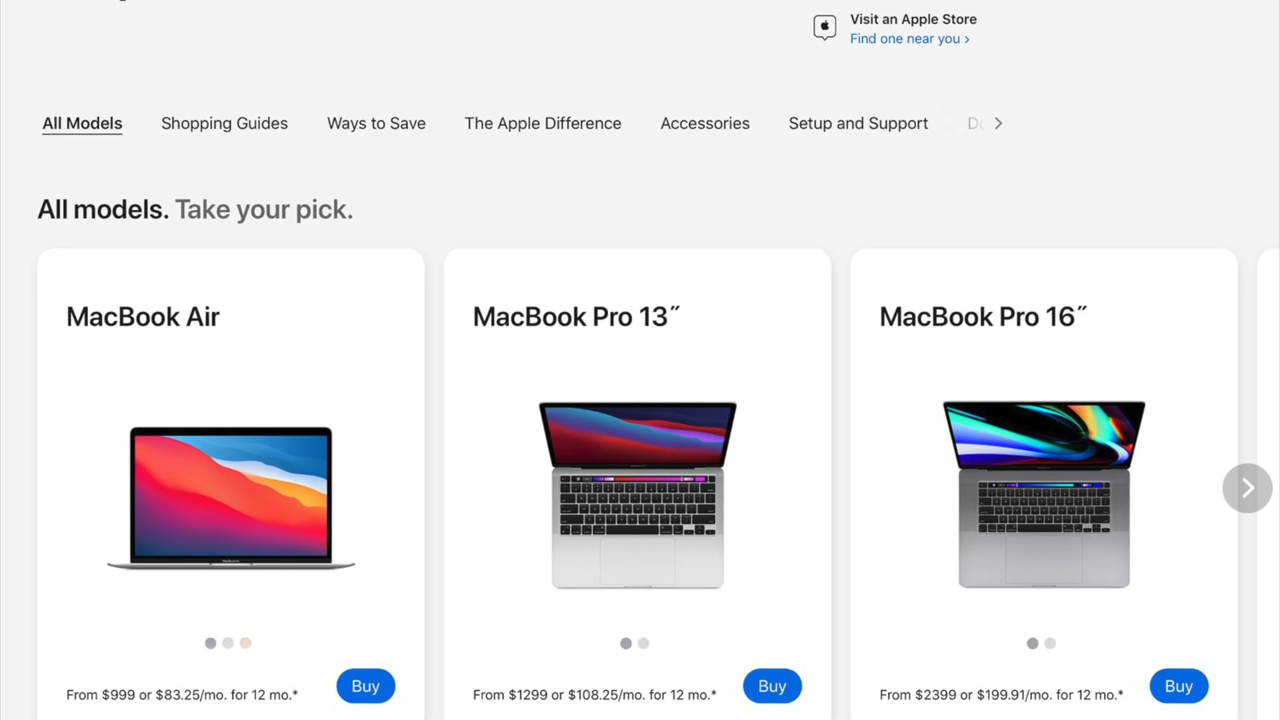 Visit an Apple Store
Find one near you ›
All Models Shopping Guides Ways to Save The Apple Difference Accessories Setup and Support
All models. Take your pick.
MacBook Air
MacBook Pro 13˝
MacBook Pro 16˝
From $999 or $83.25/mo. for 12 mo.* Buy
From $1299 or $108.25/mo. for 12 mo.* Buy
From $2399 or $199.91/mo. for 12 mo.* Buy